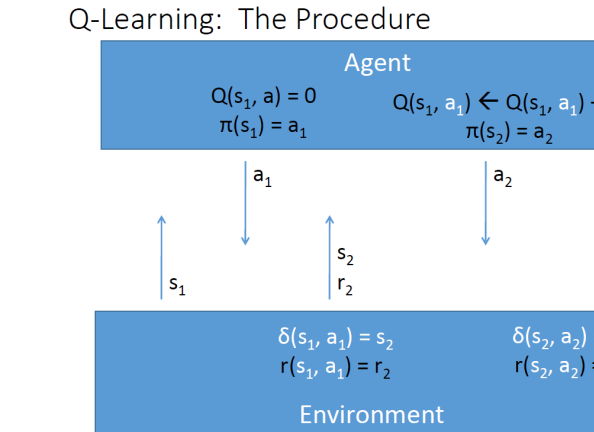 Q-Learning: The Procedure
Agent
Q(s₁, a) = 0
π(s₁) = a₁
Q(s₁, a₁) ← Q(s₁, a₁)
π(s₂) = a₂
a₁
a₂
s₁
s₂
r₂
δ(s₁, a₁) = s₂
r(s₁, a₁) = r₂
δ(s₂, a₂)
r(s₂, a₂)
Environment